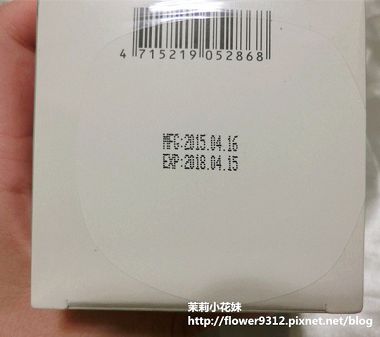 4 715219 052868
MFG:2015.04.16
EXP:2018.04.15
茉莉小花妹
http://flower9312.pixnet.net/blog